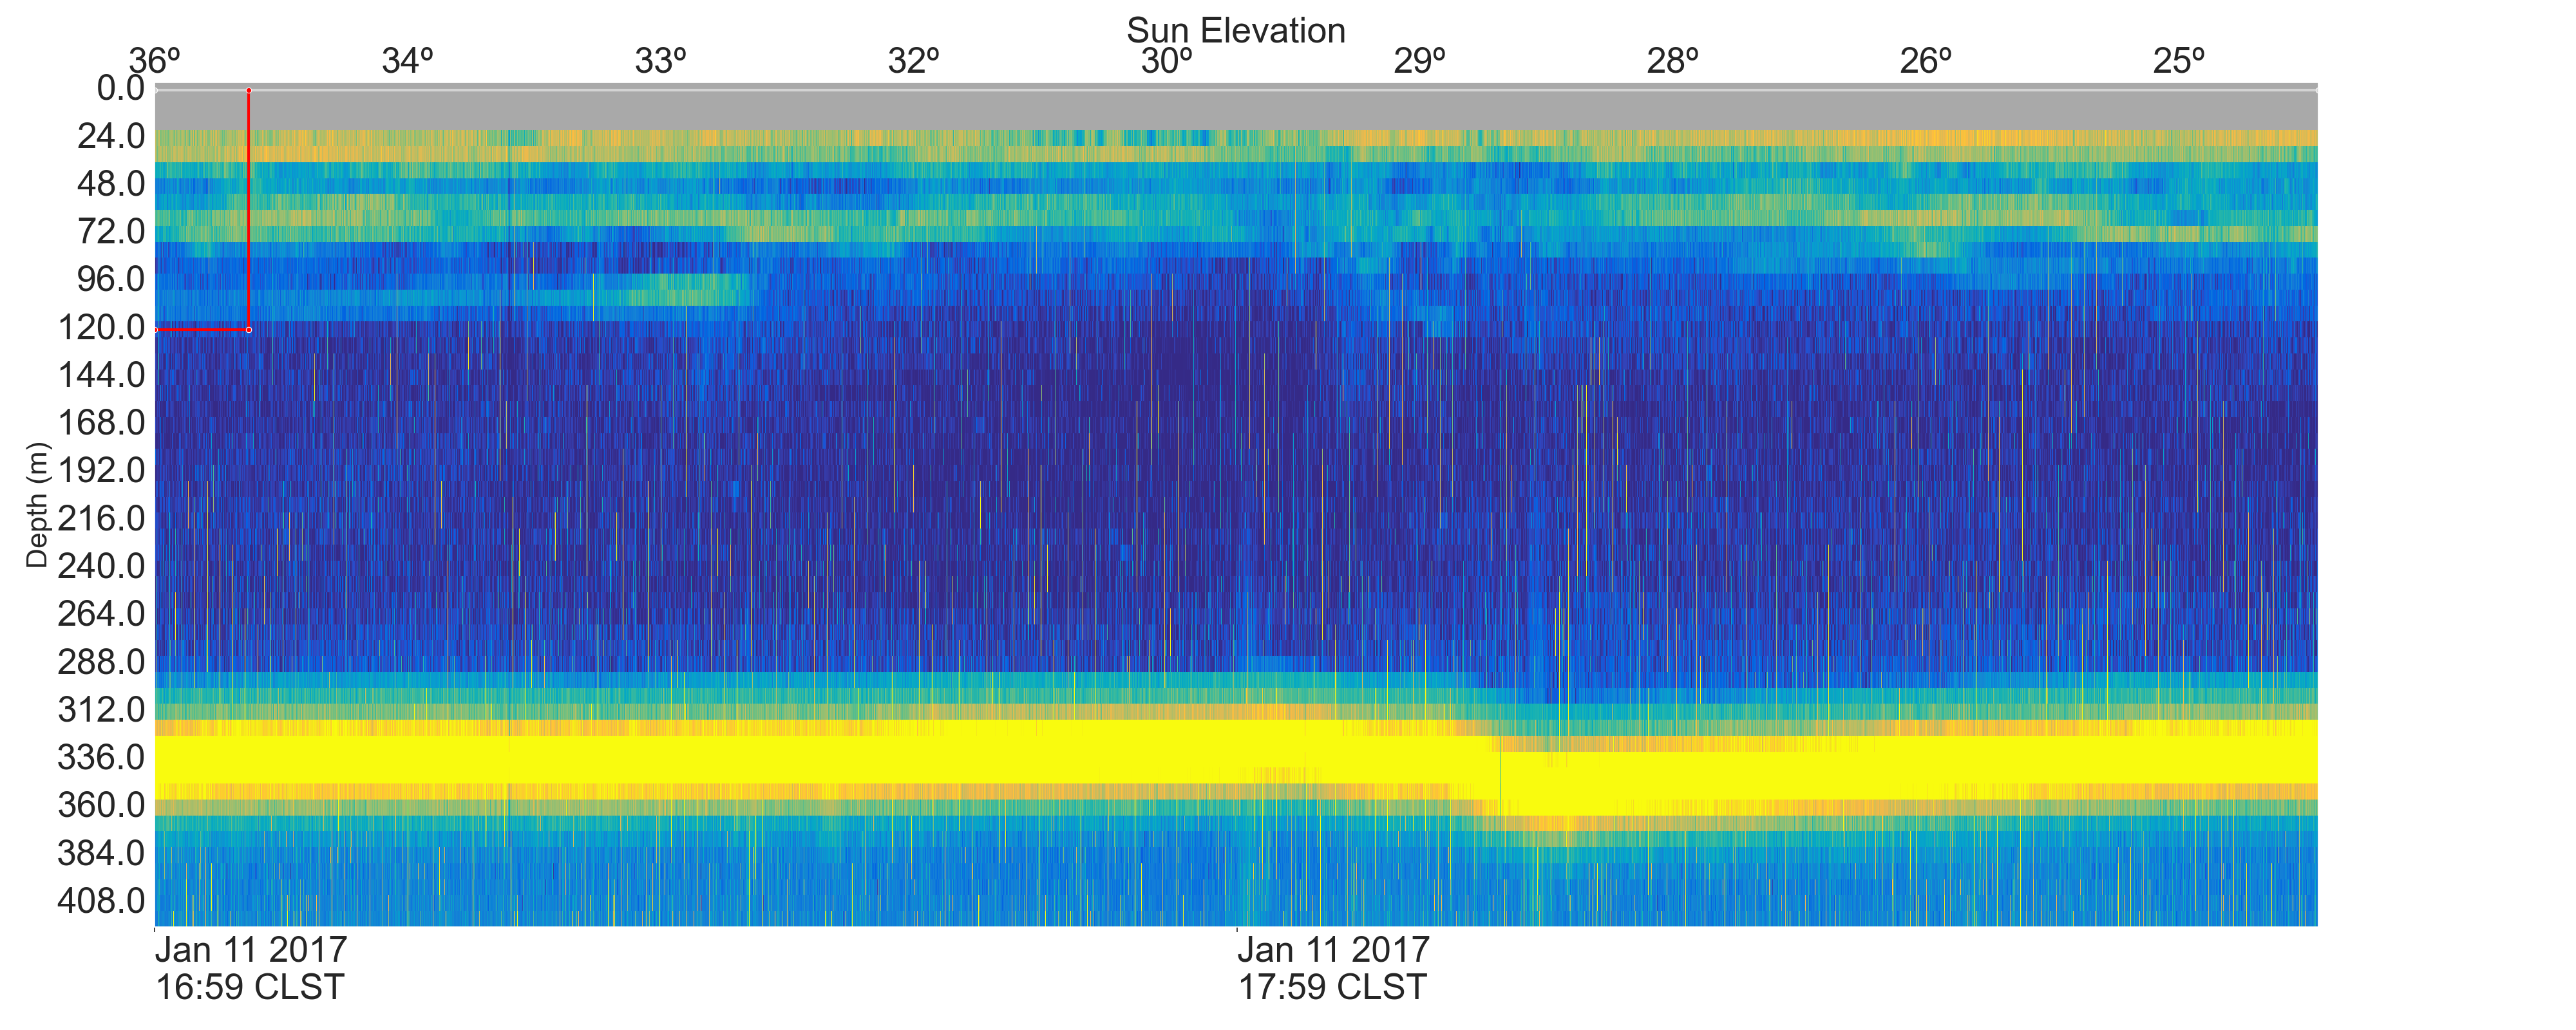 Sun Elevation
36º 34º 33º 32º 30º 29º 28º 26º 25º
0.0
24.0
48.0
72.0
96.0
120.0
144.0
168.0
192.0
216.0
240.0
264.0
288.0
312.0
336.0
360.0
384.0
408.0
Depth (m)
Jan 11 2017
16:59 CLST
Jan 11 2017
17:59 CLST